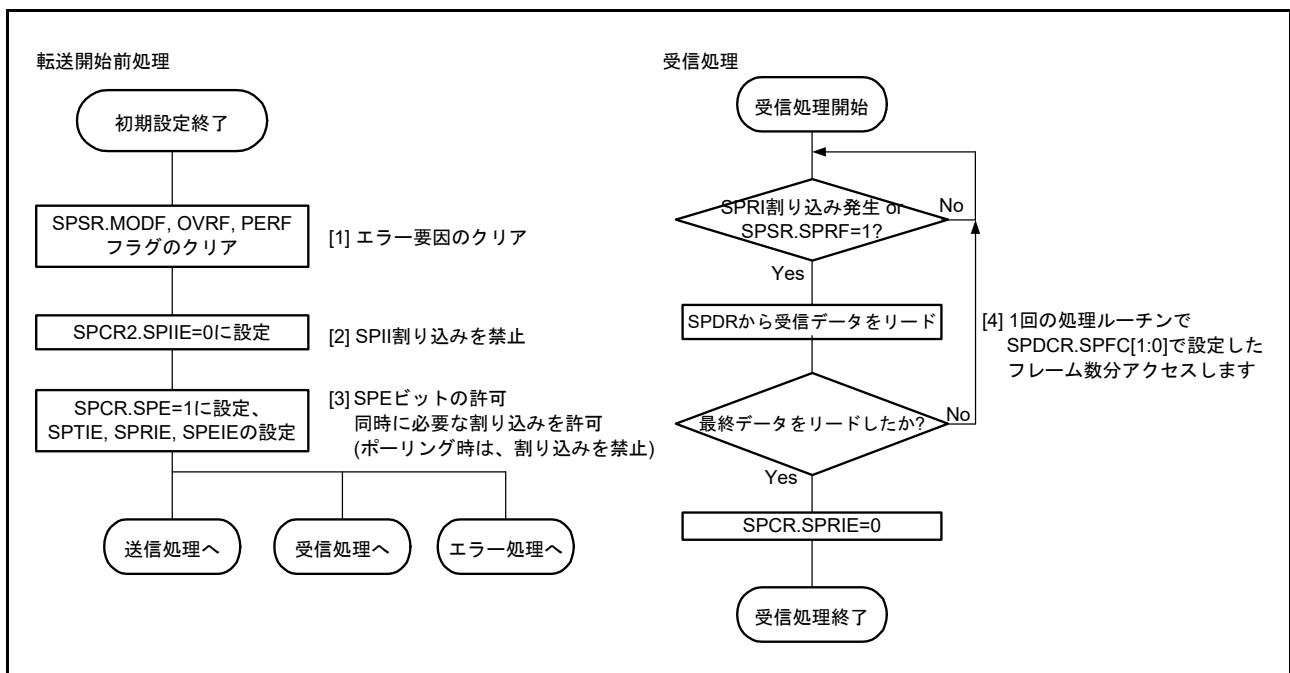 転送開始前処理
初期設定終了
SPSR.MODF, OVRF, PERF
フラグのクリア
[1] エラー要因のクリア
SPCR2.SPIIE=0に設定
[2] SPII割り込みを禁止
SPCR.SPE=1に設定、
SPTIE, SPRIE, SPEIEの設定
[3] SPEビットの許可
同時に必要な割り込みを許可
(ポーリング時は、割り込みを禁止)
送信処理へ
受信処理へ
エラー処理へ
受信処理
受信処理開始
SPRI割り込み発生 or
SPSR.SPRF=1?
No
Yes
SPDRから受信データをリード
[4] 1回の処理ルーチンで
SPDCR.SPFC[1:0]で設定した
フレーム数分アクセスします
最終データをリードしたか?
No
Yes
SPCR.SPRIE=0
受信処理終了